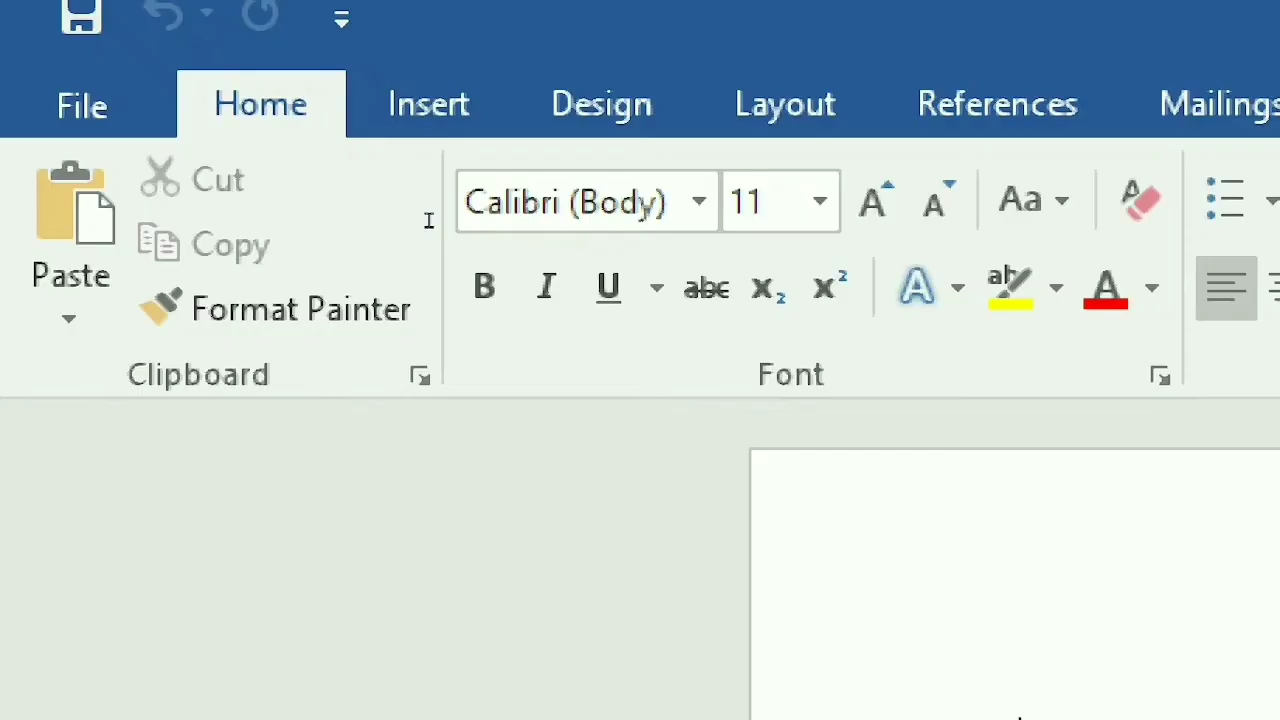 File Home Insert Design Layout References Mailings
Cut
Calibri (Body) 11 A A Aa A
Copy
Paste
B I U abc x₂ x² A ab A
Format Painter
Clipboard Font